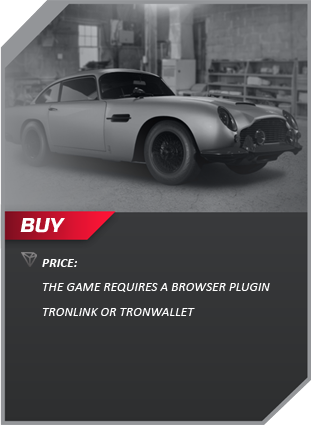 BUY
PRICE:
THE GAME REQUIRES A BROWSER PLUGIN
TRONLINK OR TRONWALLET